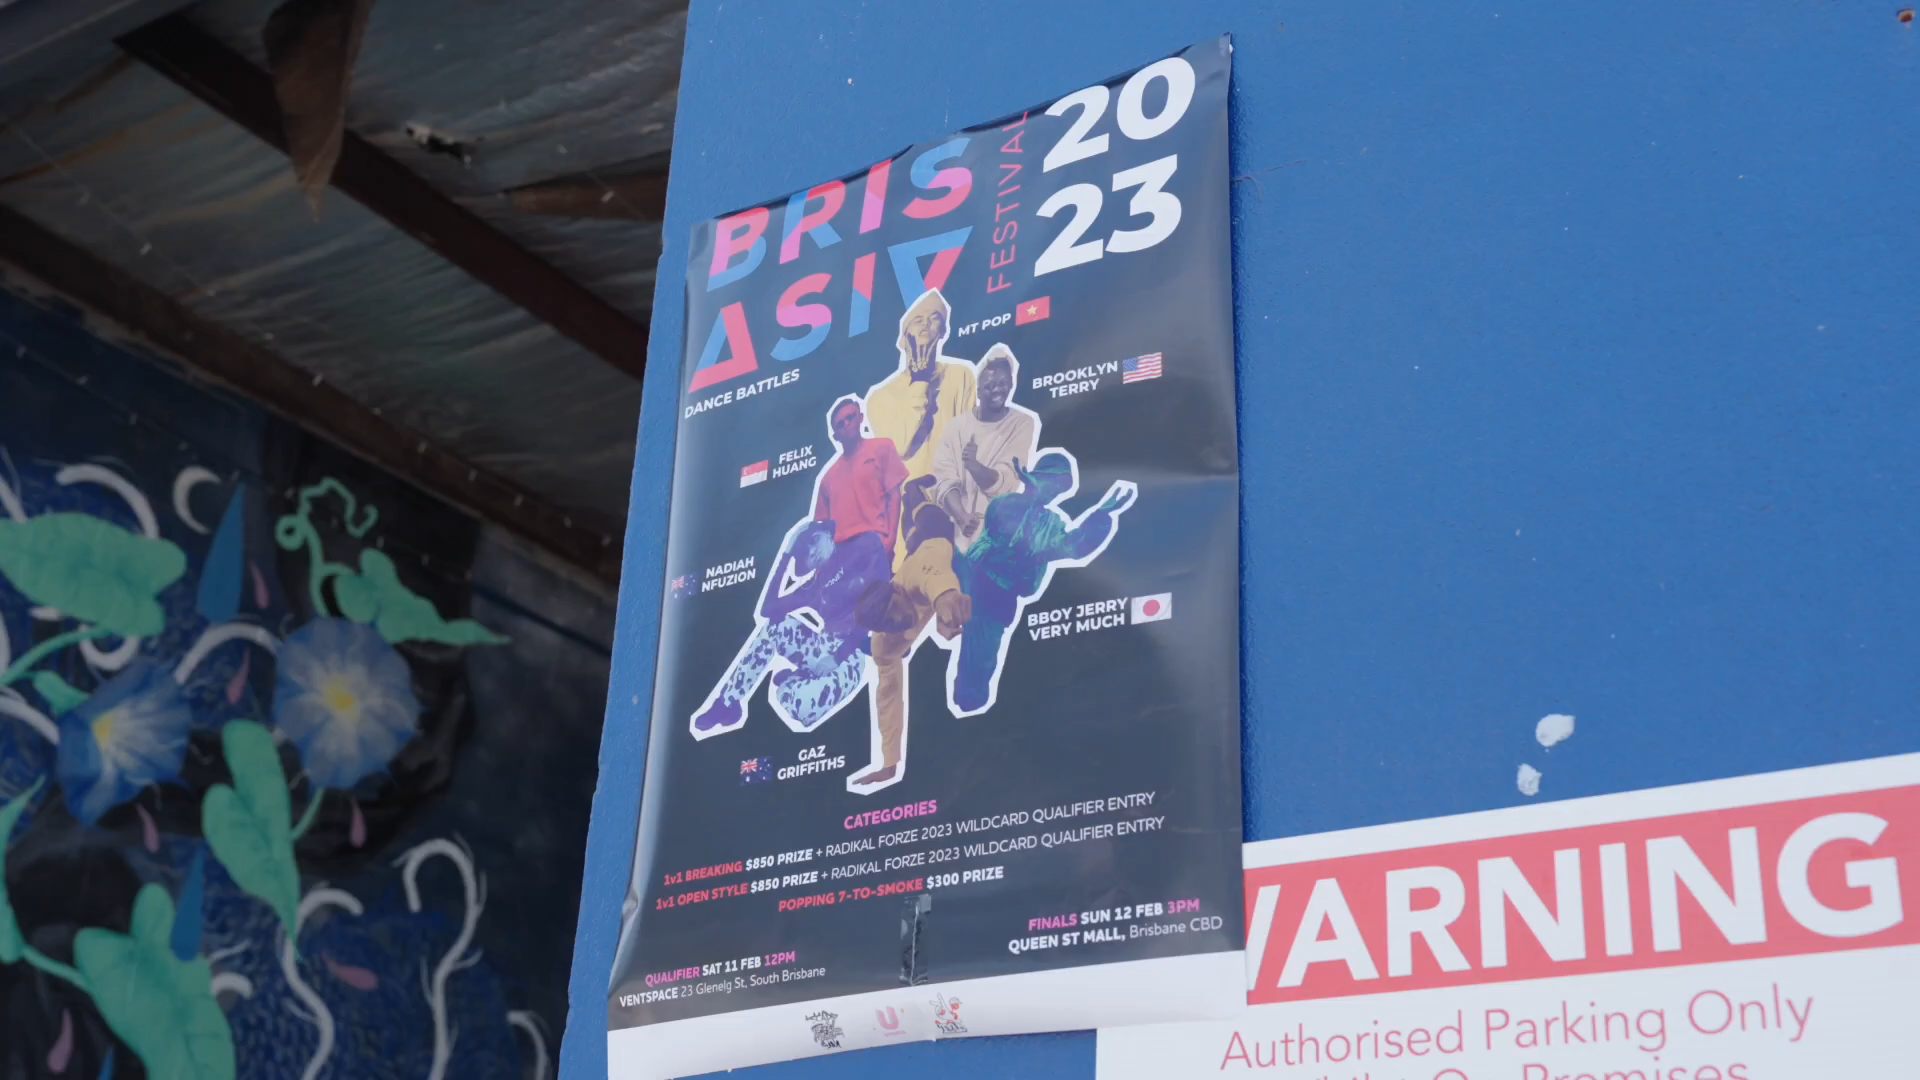 BRIS
ASIA
FESTIVAL
20
23
DANCE BATTLES
MT POP
BROOKLYN
TERRY
FELIX
HUANG
NADIAH
NFUZION
BBOY JERRY
VERY MUCH
GAZ
GRIFFITHS
CATEGORIES
1v1 BREAKING $850 PRIZE + RADIKAL FORZE 2023 WILDCARD QUALIFIER ENTRY
1v1 OPEN STYLE $850 PRIZE + RADIKAL FORZE 2023 WILDCARD QUALIFIER ENTRY
POPPING 7-TO-SMOKE $300 PRIZE
FINALS SUN 12 FEB 3PM
QUEEN ST MALL, Brisbane CBD
QUALIFIER SAT 11 FEB 12PM
VENTSPACE 23 Glenelg St, South Brisbane
WARNING
Authorised Parking Only
Premises